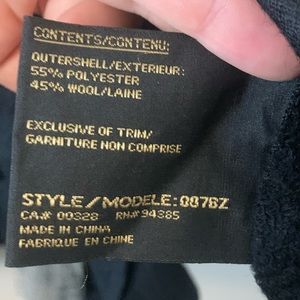 CONTENTS/CONTENU:
OUTERSHELL/EXTERIEUR:
55% POLYESTER
45% WOOL/LAINE
EXCLUSIVE OF TRIM/
GARNITURE NON COMPRISE
STYLE/MODELE:0076Z
CA# 00328 RN# 94385
MADE IN CHINA
FABRIQUE EN CHINE